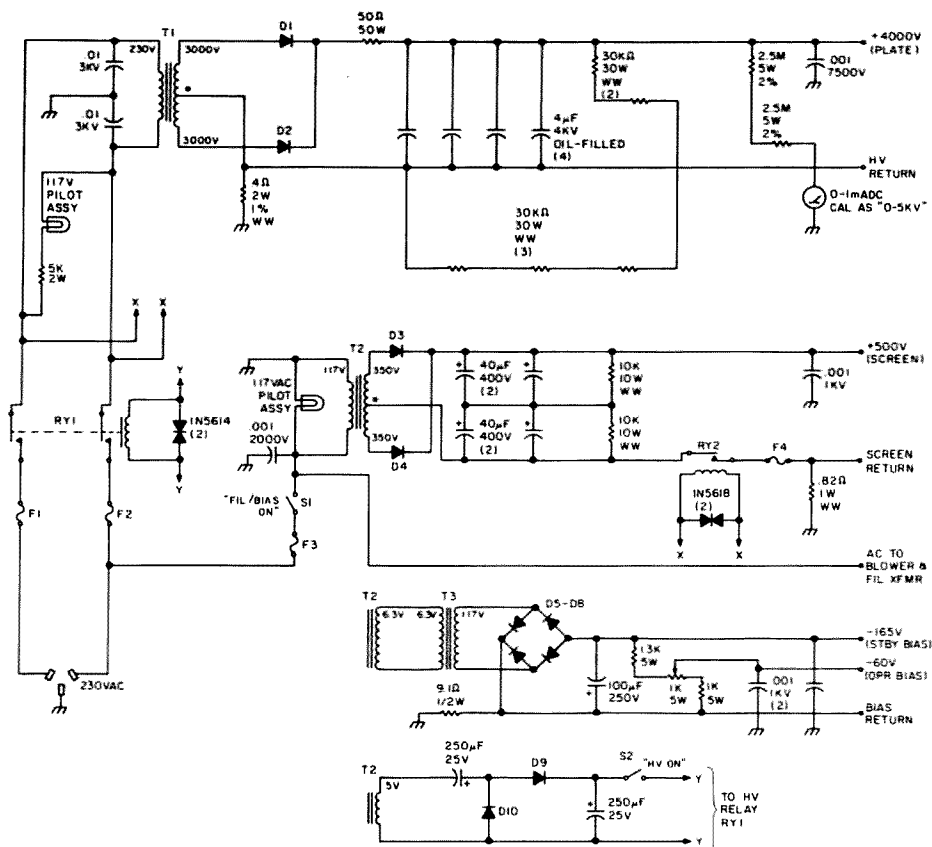 T1
.01
3KV
.01
3KV
230V
3000V
3000V
D1
D2
50Ω
50W
4Ω
2W
1%
WW
4μF
4KV
OIL-FILLED
(4)
30KΩ
30W
WW
(2)
30KΩ
30W
WW
(3)
2.5M
5W
2%
2.5M
5W
2%
+4000V
(PLATE)
.001
7500V
HV
RETURN
0-1mADC
CAL AS "0-5KV"
117V
PILOT
ASSY
5K
2W
X
X
Y
RY1
1N5614
(2)
Y
F1
F2
230VAC
117VAC
PILOT
ASSY
.001
2000V
117V
T2
350V
350V
D3
D4
40μF
400V
(2)
40μF
400V
(2)
10K
10W
WW
10K
10W
WW
+500V
(SCREEN)
.001
1KV
RY2
F4
SCREEN
RETURN
1N5618
(2)
X
X
.82Ω
1W
WW
"FIL/BIAS
ON"
S1
F3
AC TO
BLOWER &
FIL XFMR
T2
6.3V
6.3V
T3
117V
D5-D8
9.1Ω
1/2W
100μF
250V
1.3K
5W
1K
5W
1K
5W
.001
1KV
(2)
-165V
(STBY BIAS)
-60V
(OPR BIAS)
BIAS
RETURN
T2
5V
250μF
25V
D9
D10
250μF
25V
S2
"HV ON"
Y
Y
TO HV
RELAY
RY1